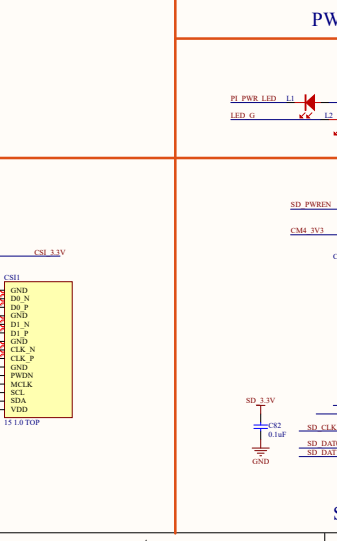 PW
PI_PWR_LED L1
LED_G L2
SD_PWREN
CM4_3V3
CSI_3.3V
CSI1
GND
D0_N
D0_P
GND
D1_N
D1_P
GND
CLK_N
CLK_P
GND
PWDN
MCLK
SCL
SDA
VDD
15 1.0 TOP
SD_3.3V
C82
0.1uF
GND
SD_CLK
SD_DAT
SD_DAT